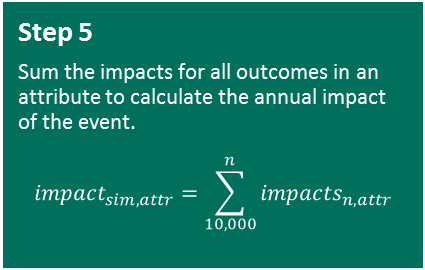 Step 5
Sum the impacts for all outcomes in an
attribute to calculate the annual impact
of the event.
n
impact_sim,attr = ∑ impacts_n,attr
10,000